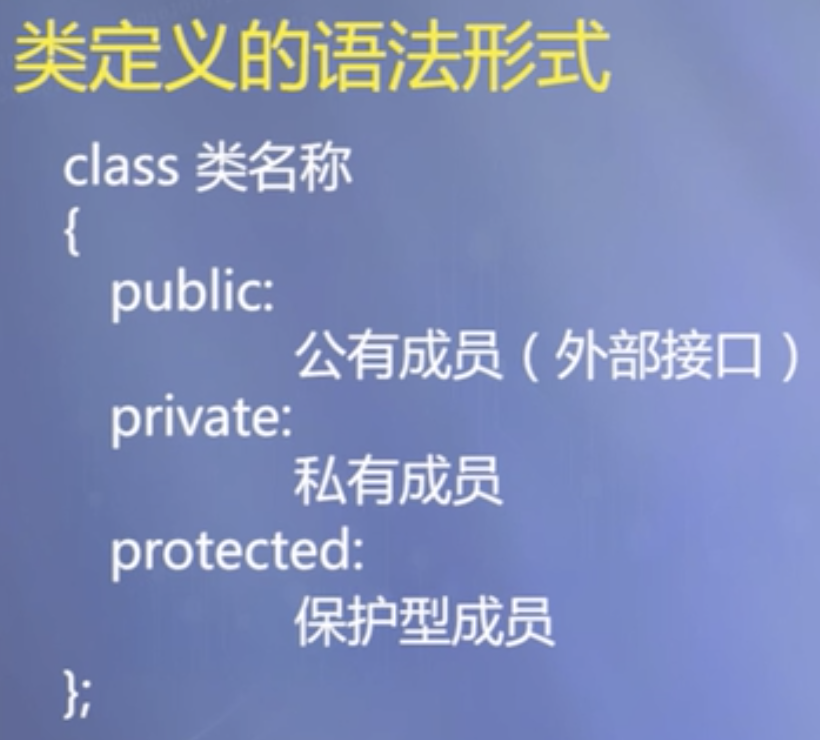 类定义的语法形式
class 类名称
{
public:
公有成员（外部接口）
private:
私有成员
protected:
保护型成员
};